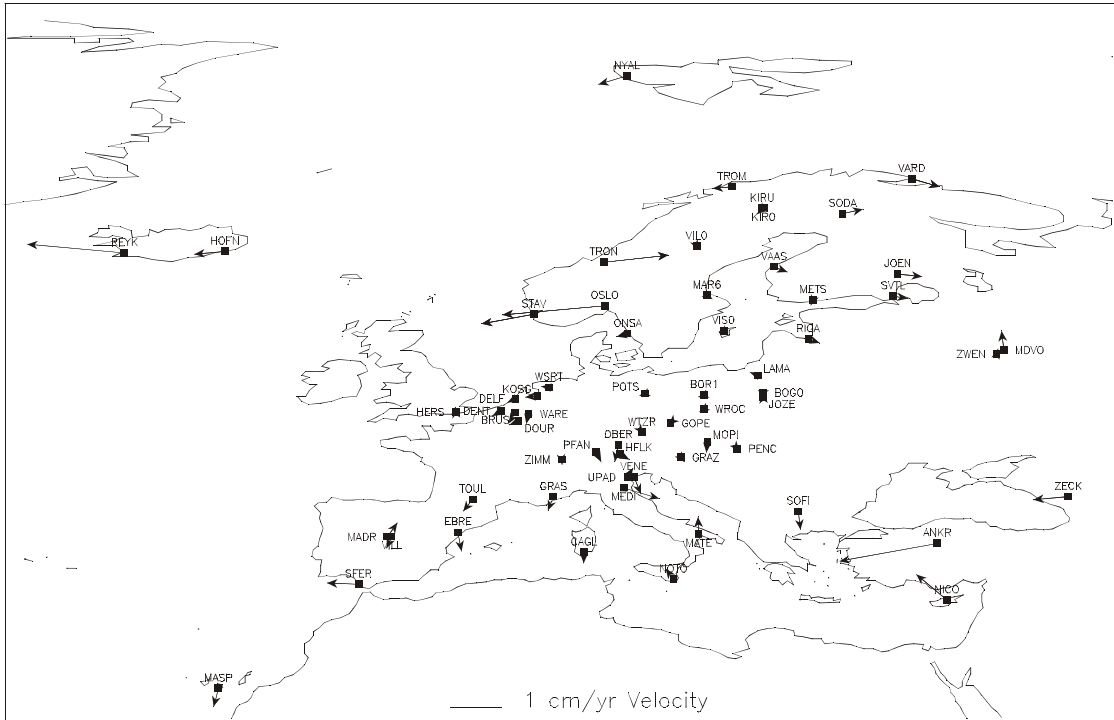 NYAL
VARD
TROM
KIRU
KIRO
SODA
REYK
HOFN
VILO
TRON
VAAS
JOEN
MAR6
METS
SVTL
OSLO
STAV
VISO
ONSA
RIGA
ZWEN
MDVO
LAMA
WSRT
KOSG
POTS
BOR1
BOGO
JOZE
DELF
HERS
DENT
WARE
WROC
BRUS
DOUR
WTZR
GOPE
OBER
MOPI
PFAN
HFLK
PENC
ZIMM
GRAZ
UPAD
VENE
MEDI
TOUL
GRAS
SOFI
ZECK
EBRE
MADR
VILL
CAGL
MATE
ANKR
SFER
NOTO
NICO
MASP
1 cm/yr Velocity